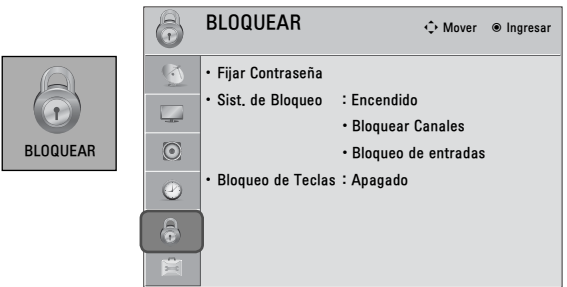 BLOQUEAR
BLOQUEAR Mover Ingresar
• Fijar Contraseña
• Sist. de Bloqueo : Encendido
• Bloquear Canales
• Bloqueo de entradas
• Bloqueo de Teclas : Apagado